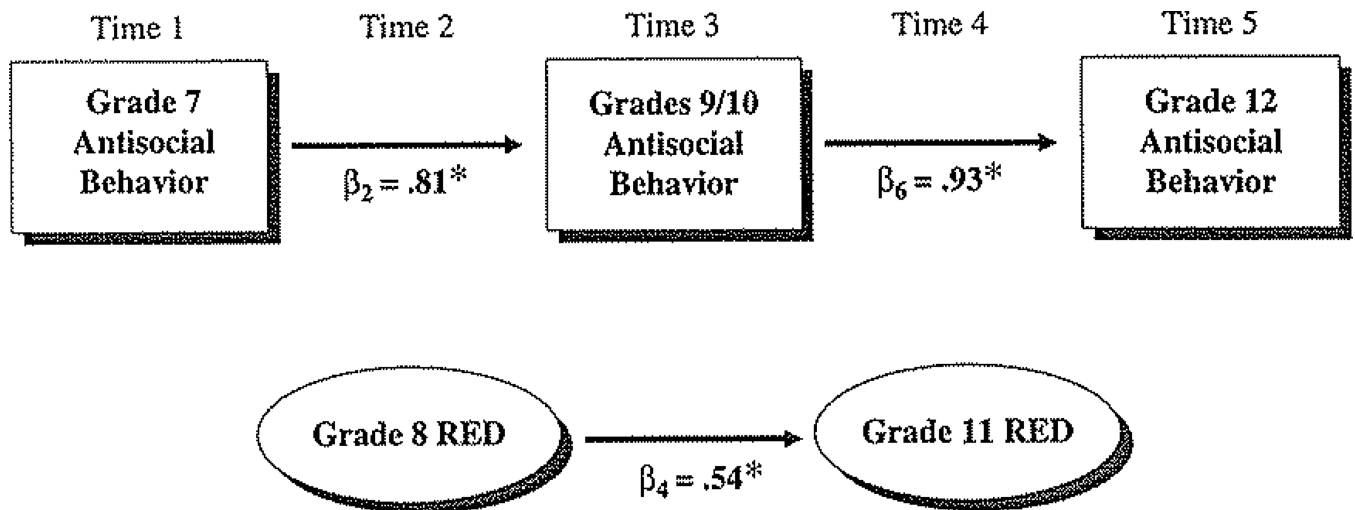 Time 1 Time 2 Time 3 Time 4 Time 5
Grade 7
Antisocial
Behavior
β₂ = .81*
Grades 9/10
Antisocial
Behavior
β₆ = .93*
Grade 12
Antisocial
Behavior
Grade 8 RED
β₄ = .54*
Grade 11 RED